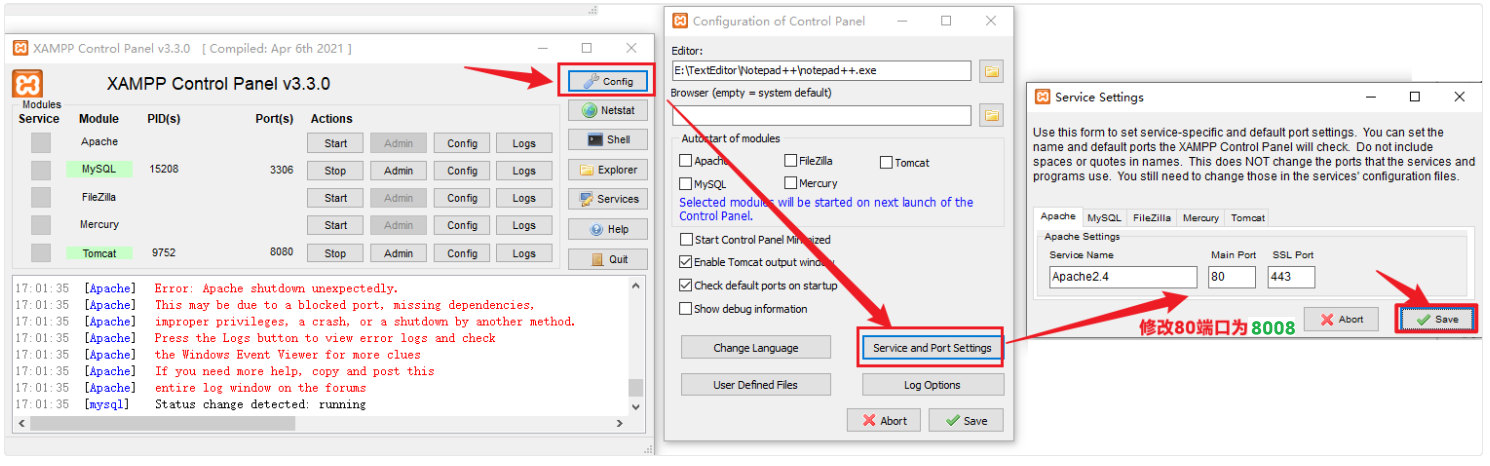 XAMPP Control Panel v3.3.0 [ Compiled: Apr 6th 2021 ]
XAMPP Control Panel v3.3.0
Config
Modules
Service Module PID(s) Port(s) Actions
Netstat
Apache Start Admin Config Logs
Shell
MySQL 15208 3306 Stop Admin Config Logs
Explorer
FileZilla Start Admin Config Logs
Services
Mercury Start Admin Config Logs
Help
Tomcat 9752 8080 Stop Admin Config Logs
Quit
17:01:35 [Apache] Error: Apache shutdown unexpectedly.
17:01:35 [Apache] This may be due to a blocked port, missing dependencies,
17:01:35 [Apache] improper privileges, a crash, or a shutdown by another method.
17:01:35 [Apache] Press the Logs button to view error logs and check
17:01:35 [Apache] the Windows Event Viewer for more clues
17:01:35 [Apache] If you need more help, copy and post this
17:01:35 [Apache] entire log window on the forums
17:01:35 [mysql] Status change detected: running
Configuration of Control Panel
Editor:
E:\TextEditor\Notepad++\notepad++.exe
Browser (empty = system default)
Autostart of modules
Apache FileZilla Tomcat
MySQL Mercury
Selected modules will be started on next launch of the
Control Panel.
Start Control Panel Minimized
Enable Tomcat output window
Check default ports on startup
Show debug information
Change Language Service and Port Settings
User Defined Files Log Options
Abort Save
Service Settings
Use this form to set service-specific and default port settings. You can set the
name and default ports the XAMPP Control Panel will check. Do not include
spaces or quotes in names. This does NOT change the ports that the services and
programs use. You still need to change those in the services' configuration files.
Apache MySQL FileZilla Mercury Tomcat
Apache Settings
Service Name Main Port SSL Port
Apache2.4 80 443
修改80端口为 8008
Abort Save